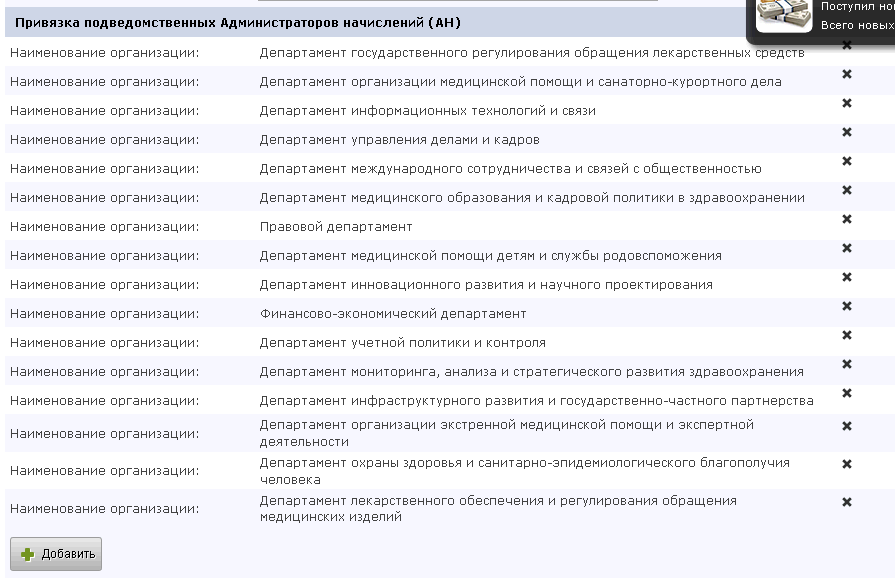 Поступил
Всего новых
Привязка подведомственных Администраторов начислений (АН)
Наименование организации: Департамент государственного регулирования обращения лекарственных средств
Наименование организации: Департамент организации медицинской помощи и санаторно-курортного дела
Наименование организации: Департамент информационных технологий и связи
Наименование организации: Департамент управления делами и кадров
Наименование организации: Департамент международного сотрудничества и связей с общественностью
Наименование организации: Департамент медицинского образования и кадровой политики в здравоохранении
Наименование организации: Правовой департамент
Наименование организации: Департамент медицинской помощи детям и службы родовспоможения
Наименование организации: Департамент инновационного развития и научного проектирования
Наименование организации: Финансово-экономический департамент
Наименование организации: Департамент учетной политики и контроля
Наименование организации: Департамент мониторинга, анализа и стратегического развития здравоохранения
Наименование организации: Департамент инфраструктурного развития и государственно-частного партнерства
Наименование организации: Департамент организации экстренной медицинской помощи и экспертной
деятельности
Наименование организации: Департамент охраны здоровья и санитарно-эпидемиологического благополучия
человека
Наименование организации: Департамент лекарственного обеспечения и регулирования обращения
медицинских изделий
Добавить